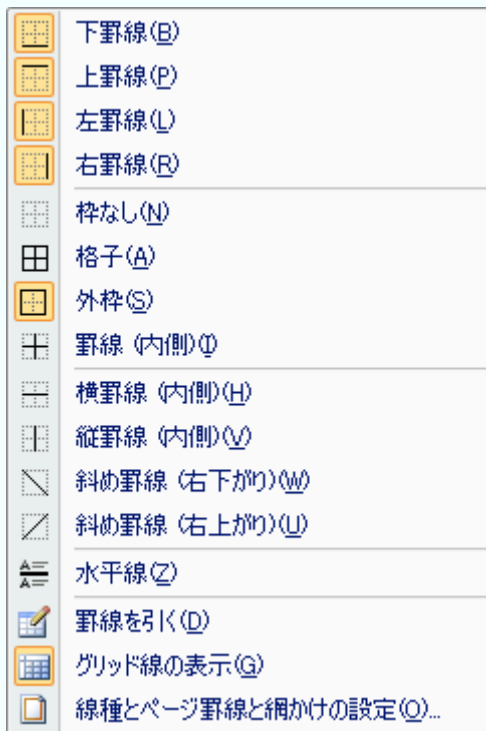 下罫線(B)
上罫線(P)
左罫線(L)
右罫線(R)
枠なし(N)
格子(A)
外枠(S)
罫線 (内側)(I)
横罫線 (内側)(H)
縦罫線 (内側)(V)
斜め罫線 (右下がり)(W)
斜め罫線 (右上がり)(U)
水平線(Z)
罫線を引く(D)
グリッド線の表示(G)
線種とページ罫線と網かけの設定(O)...